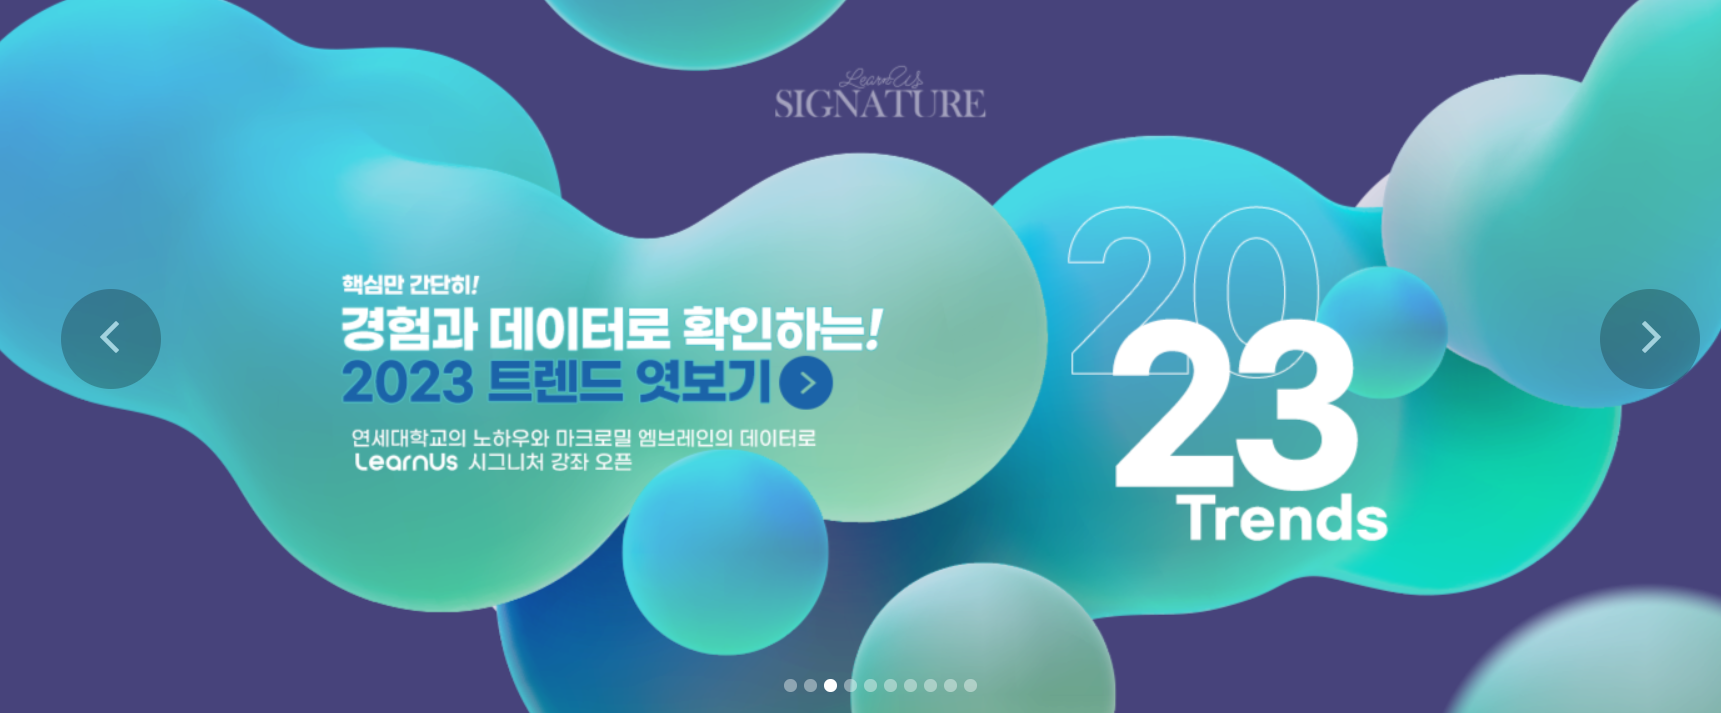 LearnUs
SIGNATURE
핵심만 간단히!
경험과 데이터로 확인하는!
2023 트렌드 엿보기
연세대학교의 노하우와 마크로밀 엠브레인의 데이터로
LearnUs 시그니처 강좌 오픈
20
23
Trends